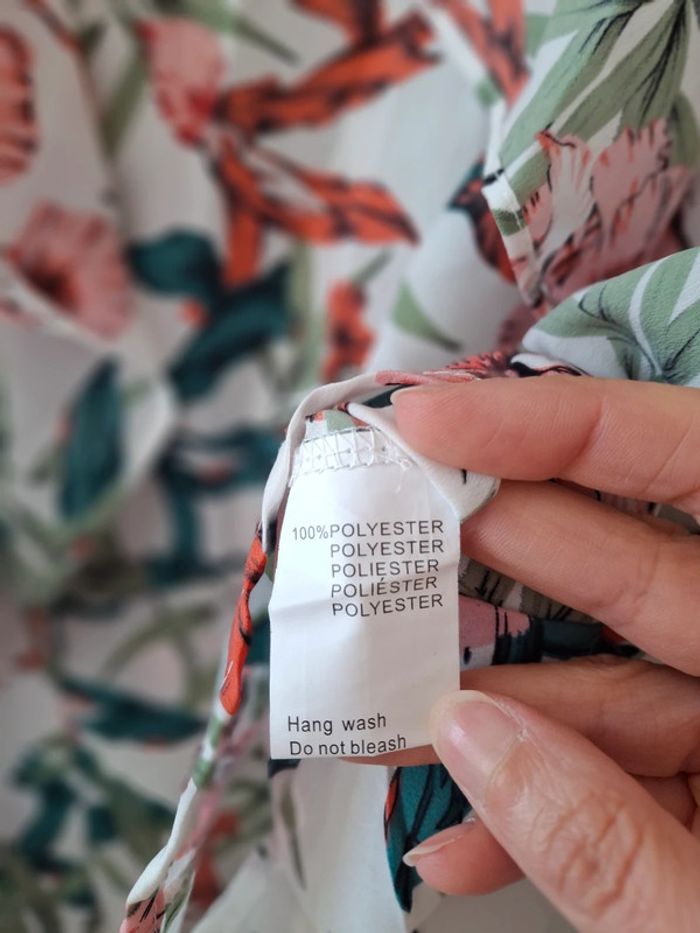 100%POLYESTER
POLYESTER
POLIESTER
POLIÉSTER
POLYESTER
Hang wash
Do not bleash